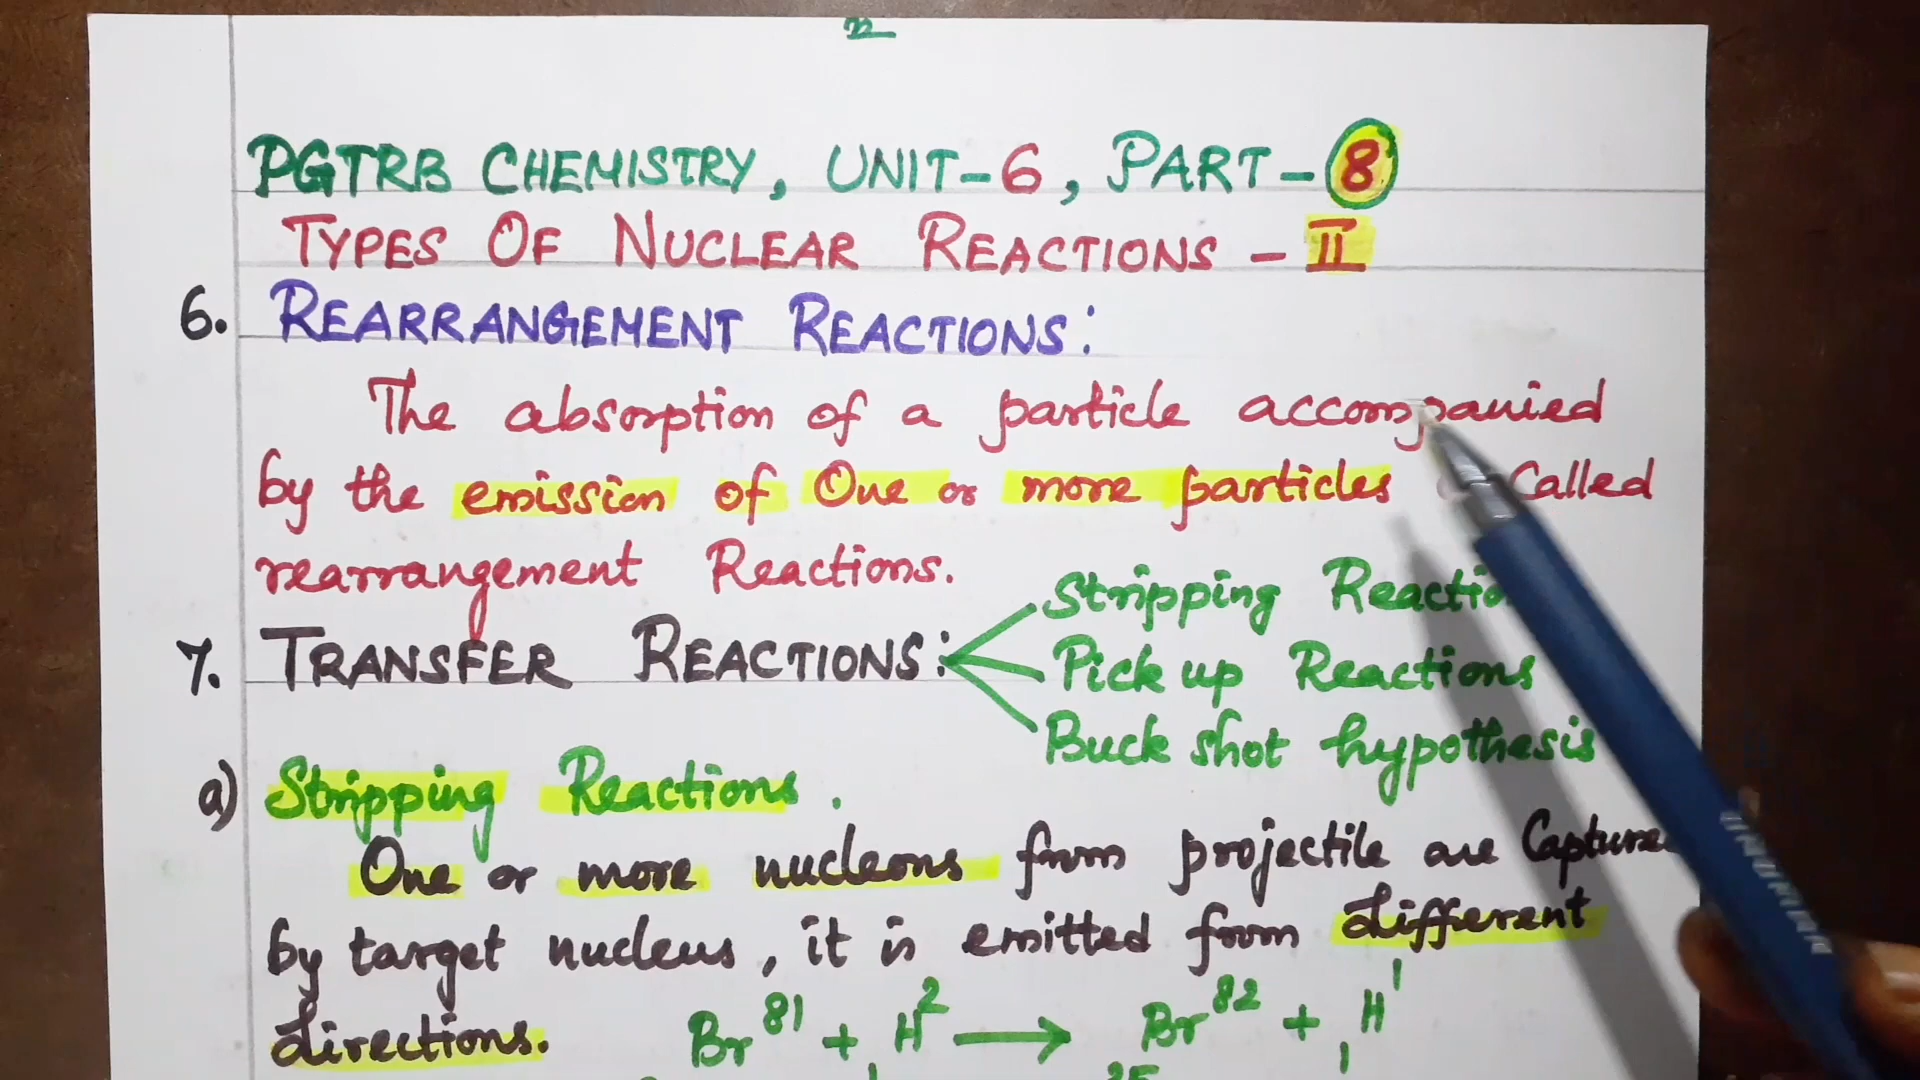 PGTRB CHEMISTRY, UNIT-6, PART-8
TYPES OF NUCLEAR REACTIONS - II
6. REARRANGEMENT REACTIONS:
The absorption of a particle accompanied
by the emission of One or more particles Called
rearrangement Reactions.
Stripping Reactio
7. TRANSFER REACTIONS:
Pick up Reactions
Buck shot hypothesis
a) Stripping Reactions.
One or more nucleons from projectile are Capture
by target nucleus, it is emitted from different
directions. Br⁸¹ + H² → Br⁸² + ₁H¹